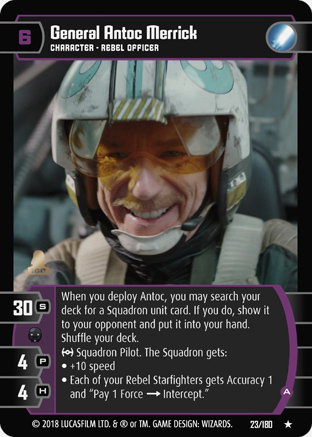 6
General Antoc Merrick
CHARACTER • REBEL OFFICER
30 S
4 P
4 H
When you deploy Antoc, you may search your
deck for a Squadron unit card. If you do, show it
to your opponent and put it into your hand.
Shuffle your deck.
Squadron Pilot. The Squadron gets:
• +10 speed
• Each of your Rebel Starfighters gets Accuracy 1
and “Pay 1 Force → Intercept.”
A
© 2018 LUCASFILM LTD. & ® or TM. GAME DESIGN: WIZARDS.
23/180 ★